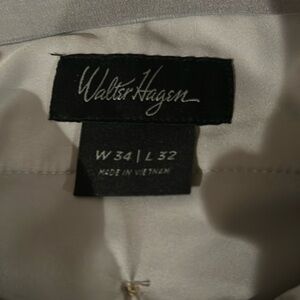 Walter Hagen
W 34 | L 32
MADE IN VIETNAM